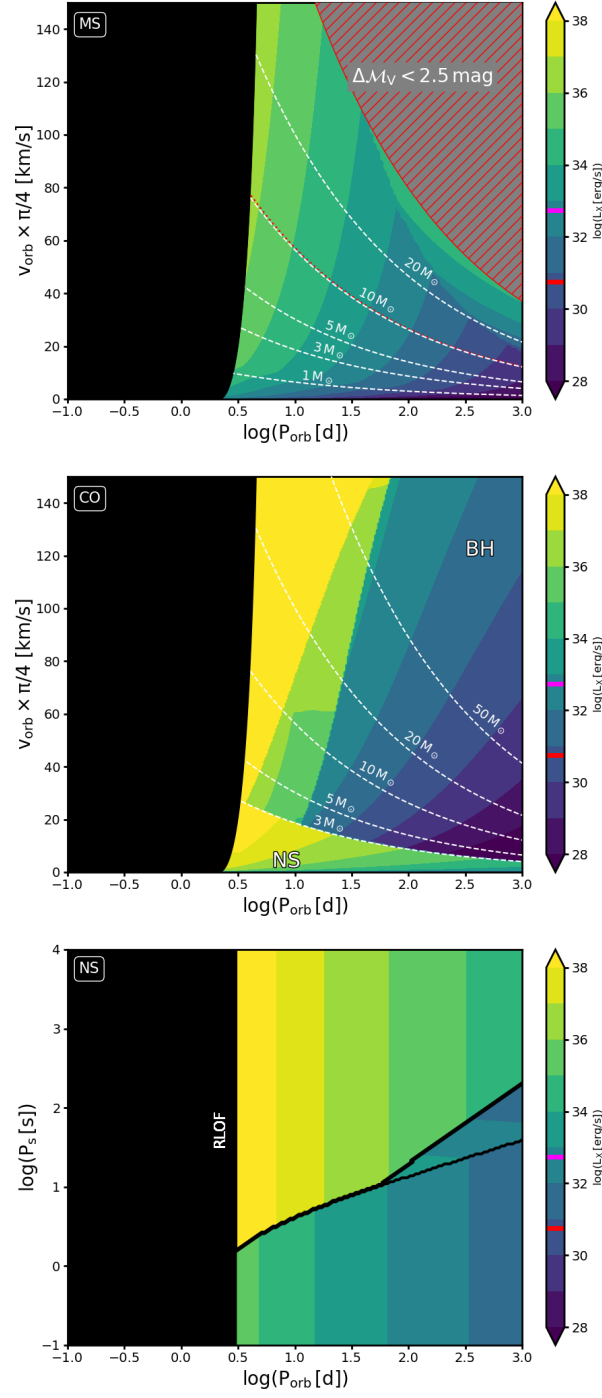 MS
ΔM_V < 2.5 mag
20 M⊙
10 M⊙
5 M⊙
3 M⊙
1 M⊙
v_orb × π/4 [km/s]
140
120
100
80
60
40
20
0
−1.0 −0.5 0.0 0.5 1.0 1.5 2.0 2.5 3.0
log(P_orb [d])
38
36
34
32
30
28
log(L_X [erg/s])
CO
BH
50 M⊙
20 M⊙
10 M⊙
5 M⊙
3 M⊙
NS
v_orb × π/4 [km/s]
140
120
100
80
60
40
20
0
−1.0 −0.5 0.0 0.5 1.0 1.5 2.0 2.5 3.0
log(P_orb [d])
38
36
34
32
30
28
log(L_X [erg/s])
NS
RLOF
log(P_s [s])
4
3
2
1
0
−1
−1.0 −0.5 0.0 0.5 1.0 1.5 2.0 2.5 3.0
log(P_orb [d])
38
36
34
32
30
28
log(L_X [erg/s])